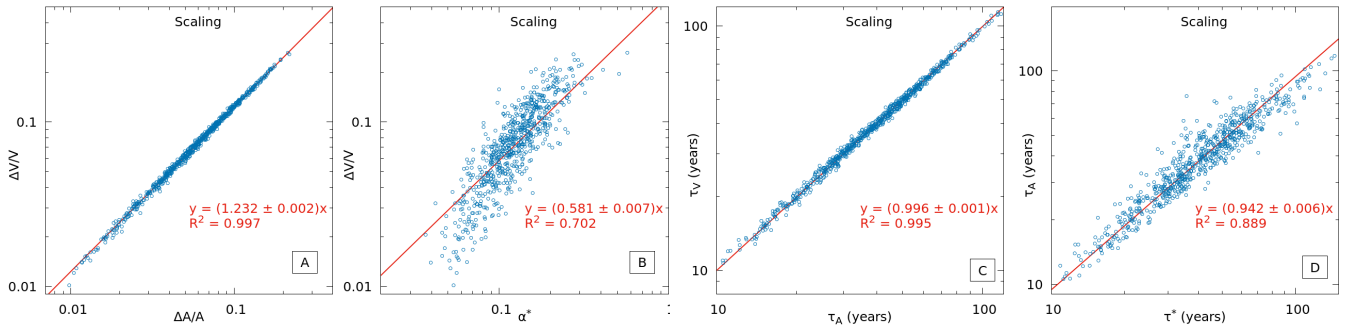 Scaling
0.1
0.01
ΔV/V
y = (1.232 ± 0.002)x
R² = 0.997
A
0.01
0.1
ΔA/A
Scaling
0.1
0.01
ΔV/V
y = (0.581 ± 0.007)x
R² = 0.702
B
0.1
1
α*
Scaling
100
10
τV (years)
y = (0.996 ± 0.001)x
R² = 0.995
C
10
100
τA (years)
Scaling
100
10
τA (years)
y = (0.942 ± 0.006)x
R² = 0.889
D
10
100
τ* (years)